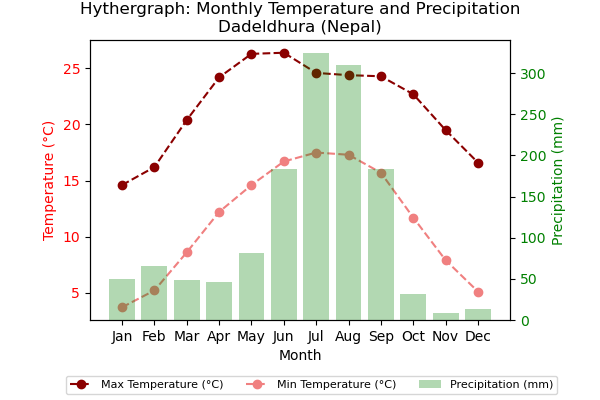 Hythergraph: Monthly Temperature and Precipitation
Dadeldhura (Nepal)
Temperature (°C)
25
20
15
10
5
Precipitation (mm)
300
250
200
150
100
50
0
Jan Feb Mar Apr May Jun Jul Aug Sep Oct Nov Dec
Month
Max Temperature (°C) Min Temperature (°C) Precipitation (mm)